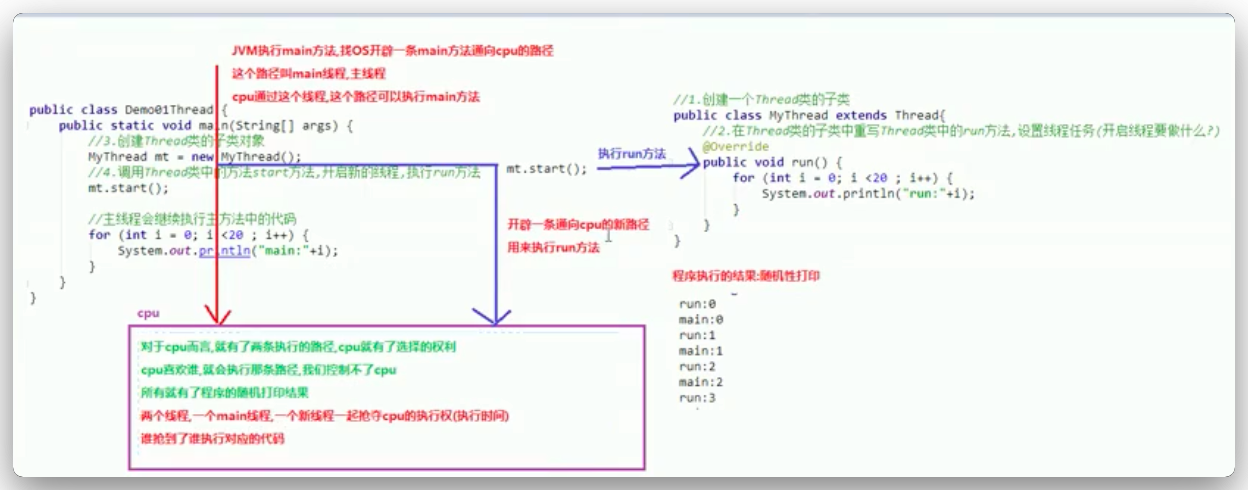 JVM执行main方法,找OS开辟一条main方法通向cpu的路径
这个路径叫main线程,主线程
cpu通过这个线程,这个路径可以执行main方法
public class Demo01Thread {
public static void main(String[] args) {
//3.创建Thread类的子类对象
MyThread mt = new MyThread();
//4.调用Thread类中的方法start方法,开启新的线程,执行run方法
mt.start();
//主线程会继续执行主方法中的代码
for (int i = 0; i <20 ; i++) {
System.out.println("main:"+i);
}
}
}
mt.start();
执行run方法
开辟一条通向cpu的新路径
用来执行run方法
//1.创建一个Thread类的子类
public class MyThread extends Thread{
//2.在Thread类的子类中重写Thread类中的run方法,设置线程任务(开启线程要做什么?)
@Override
public void run() {
for (int i = 0; i <20 ; i++) {
System.out.println("run:"+i);
}
}
}
程序执行的结果:随机性打印
run:0
main:0
run:1
main:1
run:2
main:2
run:3
cpu
对于cpu而言,就有了两条执行的路径,cpu就有了选择的权利
cpu喜欢谁,就会执行那条路径,我们控制不了cpu
所有就有了程序的随机打印结果
两个线程,一个main线程,一个新线程一起抢夺cpu的执行权(执行时间)
谁抢到了谁执行对应的代码